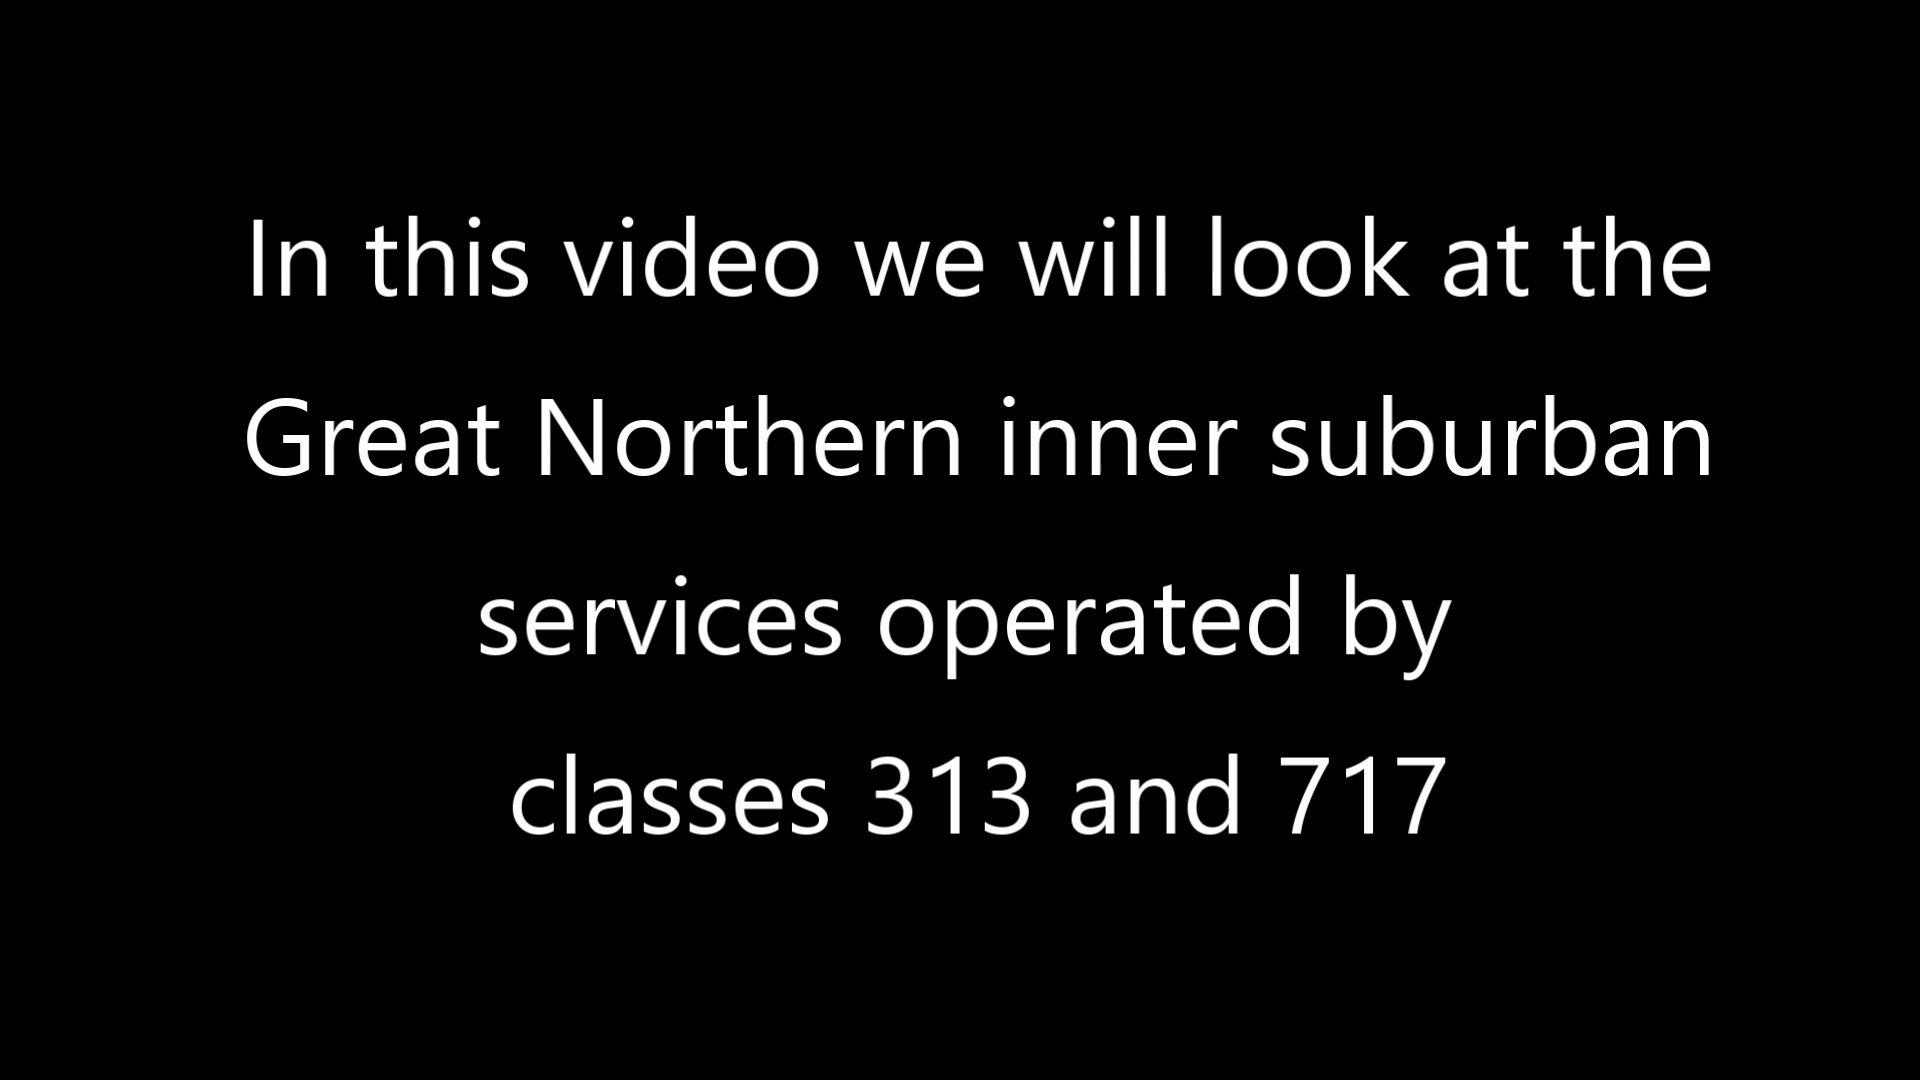 In this video we will look at the
Great Northern inner suburban
services operated by
classes 313 and 717